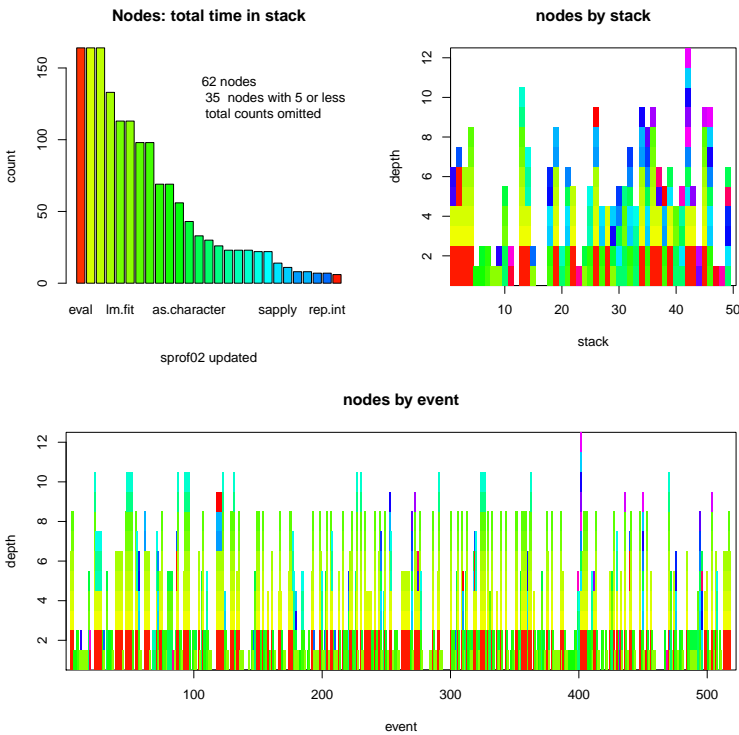 Nodes: total time in stack
62 nodes
35 nodes with 5 or less
total counts omitted
count
0
50
100
150
eval
lm.fit
as.character
sapply
rep.int
sprof02 updated
nodes by stack
depth
2
4
6
8
10
12
10
20
30
40
50
stack
nodes by event
depth
2
4
6
8
10
12
100
200
300
400
500
event